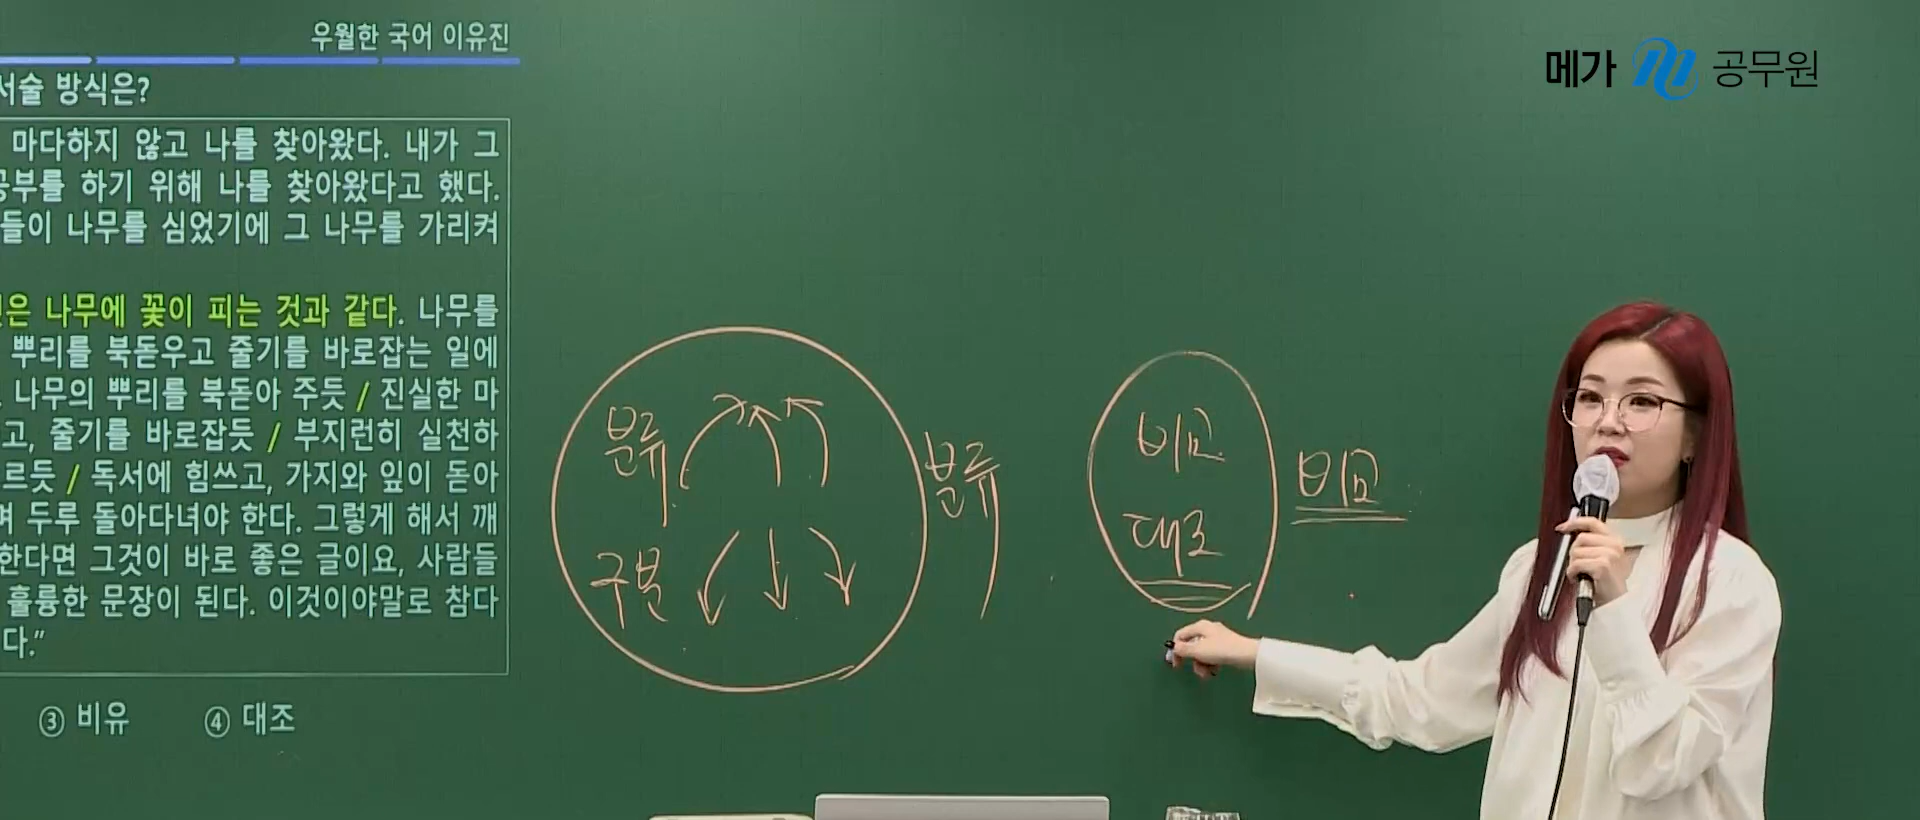 우월한 국어 이유진
메가 공무원
서술 방식은?
마다하지 않고 나를 찾아왔다. 내가 그
공부를 하기 위해 나를 찾아왔다고 했다.
들이 나무를 심었기에 그 나무를 가리켜
은 나무에 꽃이 피는 것과 같다. 나무를
뿌리를 북돋우고 줄기를 바로잡는 일에
. 나무의 뿌리를 북돋아 주듯 / 진실한 마
고, 줄기를 바로잡듯 / 부지런히 실천하
르듯 / 독서에 힘쓰고, 가지와 잎이 돋아
며 두루 돌아다녀야 한다. 그렇게 해서 깨
한다면 그것이 바로 좋은 글이요, 사람들
훌륭한 문장이 된다. 이것이야말로 참다
다.”
③ 비유 ④ 대조
분류
구분
분류
비교
대조
비교